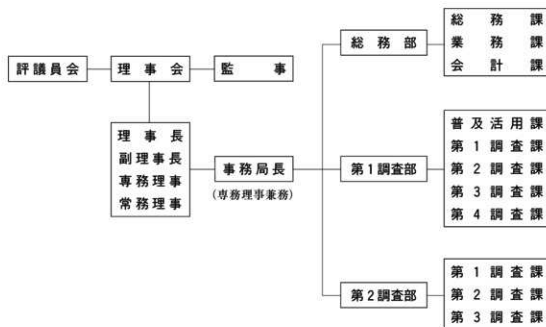 評議員会
理事会
監事
理事長
副理事長
専務理事
常務理事
事務局長
(専務理事兼務)
総務部
総務課
業務課
会計課
第1調査部
普及活用課
第1調査課
第2調査課
第3調査課
第4調査課
第2調査部
第1調査課
第2調査課
第3調査課